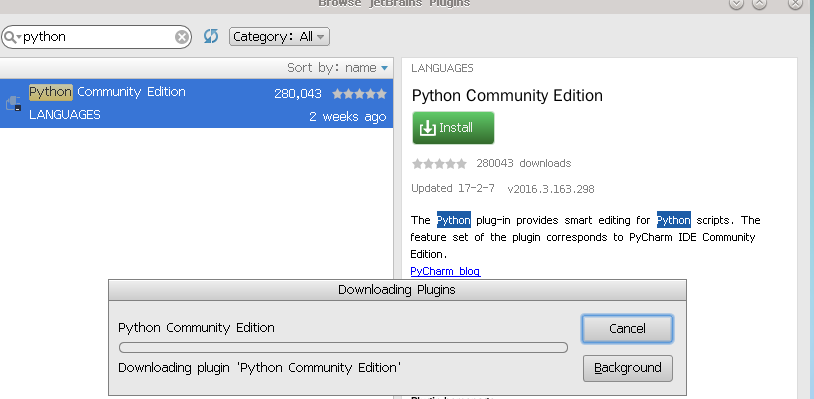 Browse JetBrains Plugins
python
Category: All
Sort by: name
Python Community Edition 280,043
LANGUAGES 2 weeks ago
LANGUAGES
Python Community Edition
Install
280043 downloads
Updated 17-2-7 v2016.3.163.298
The Python plug-in provides smart editing for Python scripts. The
feature set of the plugin corresponds to PyCharm IDE Community
Edition.
PyCharm blog
Downloading Plugins
Python Community Edition
Cancel
Downloading plugin 'Python Community Edition'
Background